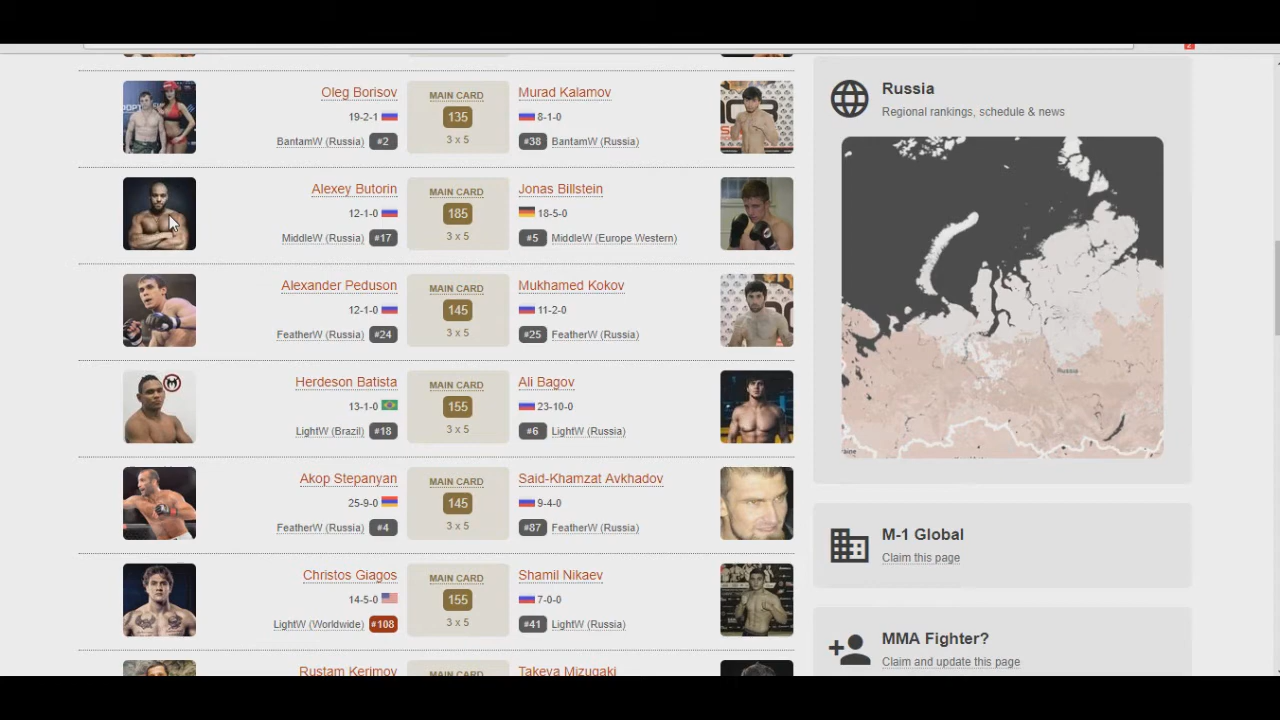 Oleg Borisov MAIN CARD Murad Kalamov
19-2-1 135 8-1-0
BantamW (Russia) #2 3 x 5 #38 BantamW (Russia)
Alexey Butorin MAIN CARD Jonas Billstein
12-1-0 185 18-5-0
MiddleW (Russia) #17 3 x 5 #5 MiddleW (Europe Western)
Alexander Peduson MAIN CARD Mukhamed Kokov
12-1-0 145 11-2-0
FeatherW (Russia) #24 3 x 5 #25 FeatherW (Russia)
Herdeson Batista MAIN CARD Ali Bagov
13-1-0 155 23-10-0
LightW (Brazil) #18 3 x 5 #6 LightW (Russia)
Akop Stepanyan MAIN CARD Said-Khamzat Avkhadov
25-9-0 145 9-4-0
FeatherW (Russia) #4 3 x 5 #87 FeatherW (Russia)
Christos Giagos MAIN CARD Shamil Nikaev
14-5-0 155 7-0-0
LightW (Worldwide) #108 3 x 5 #41 LightW (Russia)
Rustam Kerimov MAIN CARD Takeya Mizugaki
Russia
Regional rankings, schedule & news
Russia
M-1 Global
Claim this page
MMA Fighter?
Claim and update this page